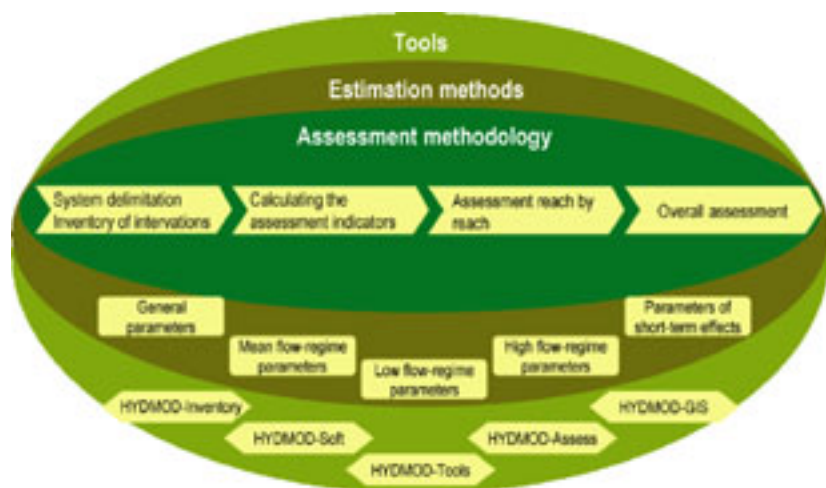 Tools
Estimation methods
Assessment methodology
System delimitation
Inventory of intervations
Calculating the
assessment indicators
Assessment reach by
reach
Overall assessment
General
parameters
Mean flow-regime
parameters
Low flow-regime
parameters
High flow-regime
parameters
Parameters of
short-term effects
HYDMOD-Inventory
HYDMOD-Soft
HYDMOD-Tools
HYDMOD-Assess
HYDMOD-GIS